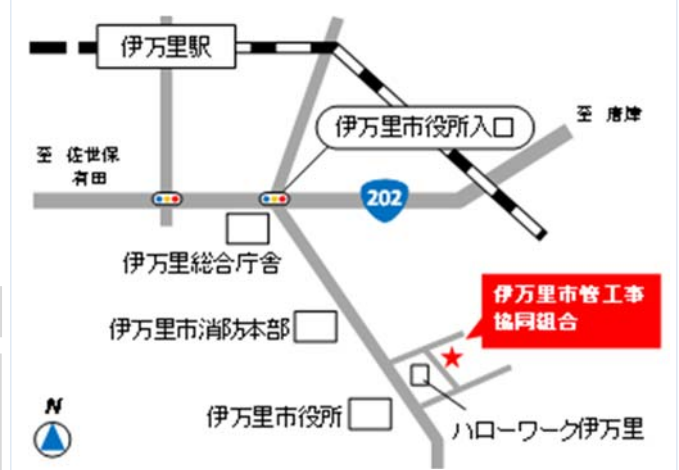 伊万里駅
伊万里市役所入口
至 唐津
至 佐世保
有田
202
伊万里総合庁舎
伊万里市管工事
協同組合
伊万里市消防本部
伊万里市役所
ハローワーク伊万里
N